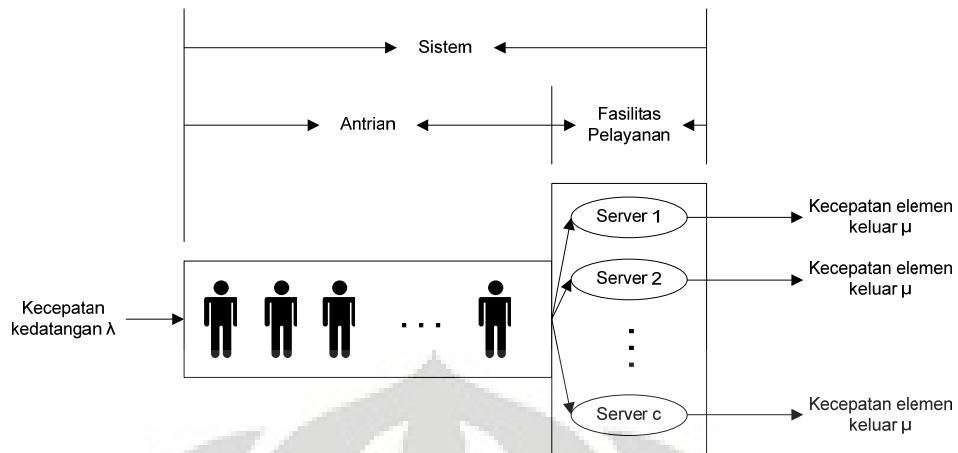 Sistem
Antrian
Fasilitas
Pelayanan
Kecepatan
kedatangan λ
. . .
Server 1
Server 2
Server c
Kecepatan elemen
keluar μ
Kecepatan elemen
keluar μ
Kecepatan elemen
keluar μ